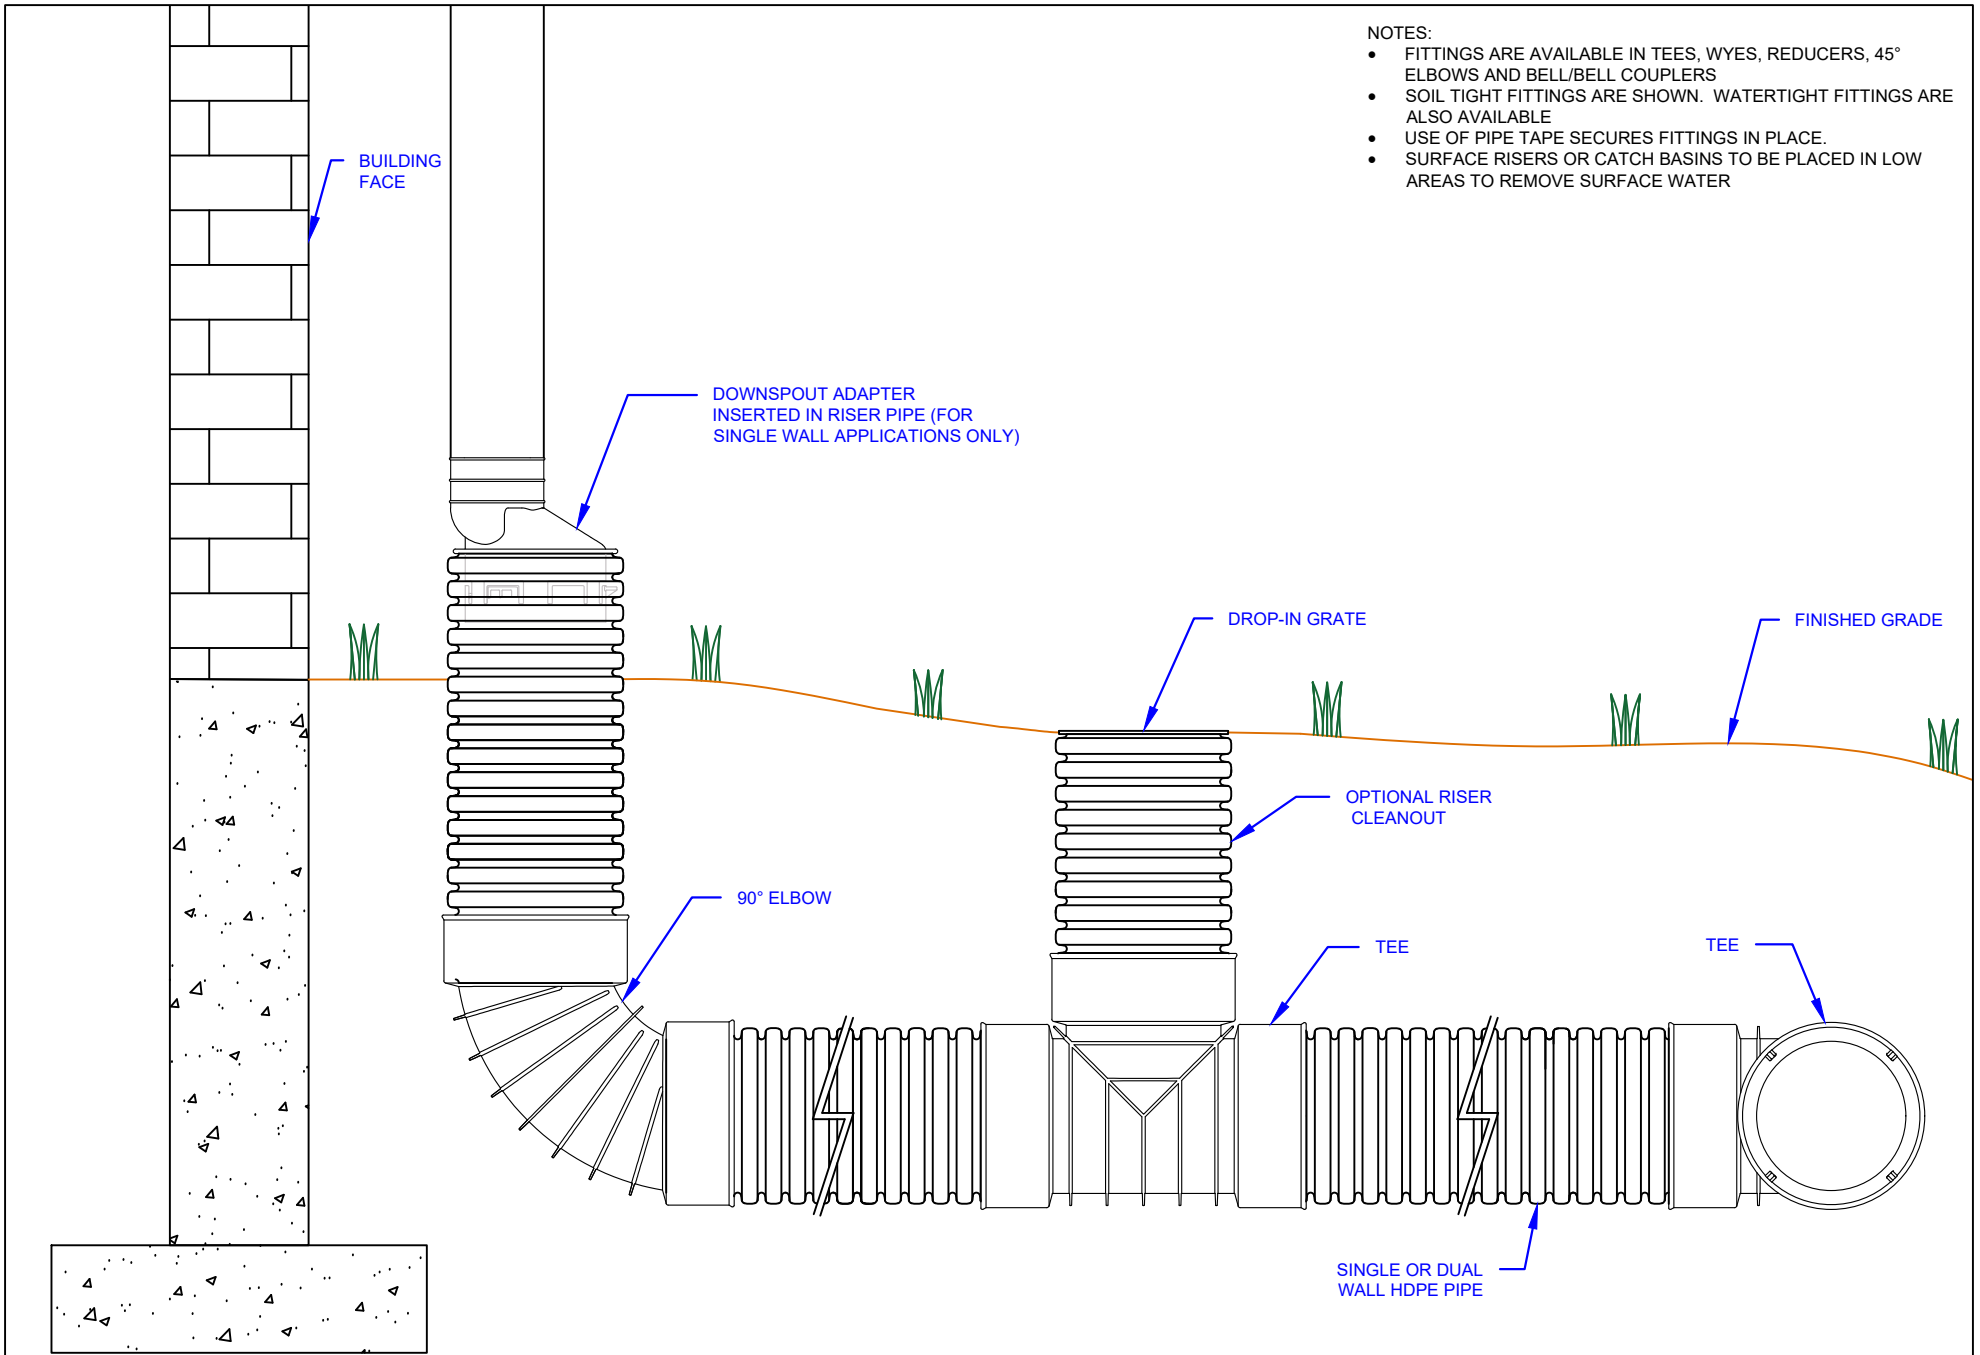 NOTES:
• FITTINGS ARE AVAILABLE IN TEES, WYES, REDUCERS, 45°
ELBOWS AND BELL/BELL COUPLERS
• SOIL TIGHT FITTINGS ARE SHOWN. WATERTIGHT FITTINGS ARE
ALSO AVAILABLE
• USE OF PIPE TAPE SECURES FITTINGS IN PLACE.
• SURFACE RISERS OR CATCH BASINS TO BE PLACED IN LOW
AREAS TO REMOVE SURFACE WATER
BUILDING
FACE
DOWNSPOUT ADAPTER
INSERTED IN RISER PIPE (FOR
SINGLE WALL APPLICATIONS ONLY)
DROP-IN GRATE
FINISHED GRADE
OPTIONAL RISER
CLEANOUT
90° ELBOW
TEE
TEE
SINGLE OR DUAL
WALL HDPE PIPE